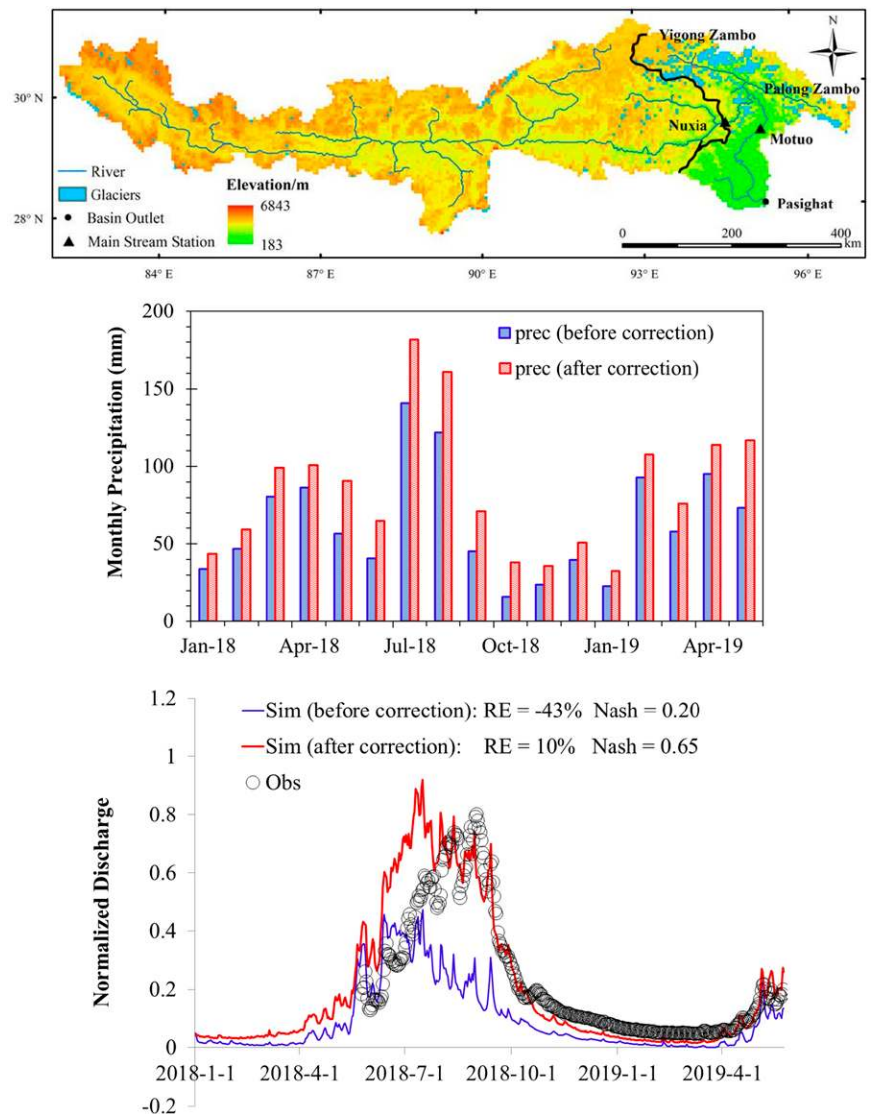 N
Yigong Zambo
Palong Zambo
30° N
Nuxia
Motuo
River
Glaciers
Elevation/m
6843
183
Basin Outlet
Main Stream Station
28° N
Pasighat
0 200 400
km
84° E 87° E 90° E 93° E 96° E
200
prec (before correction)
prec (after correction)
150
Monthly Precipitation (mm)
100
50
0
Jan-18 Apr-18 Jul-18 Oct-18 Jan-19 Apr-19
1.2
Sim (before correction): RE = -43% Nash = 0.20
1
Sim (after correction): RE = 10% Nash = 0.65
Obs
0.8
0.6
Normalized Discharge
0.4
0.2
0
2018-1-1 2018-4-1 2018-7-1 2018-10-1 2019-1-1 2019-4-1
-0.2